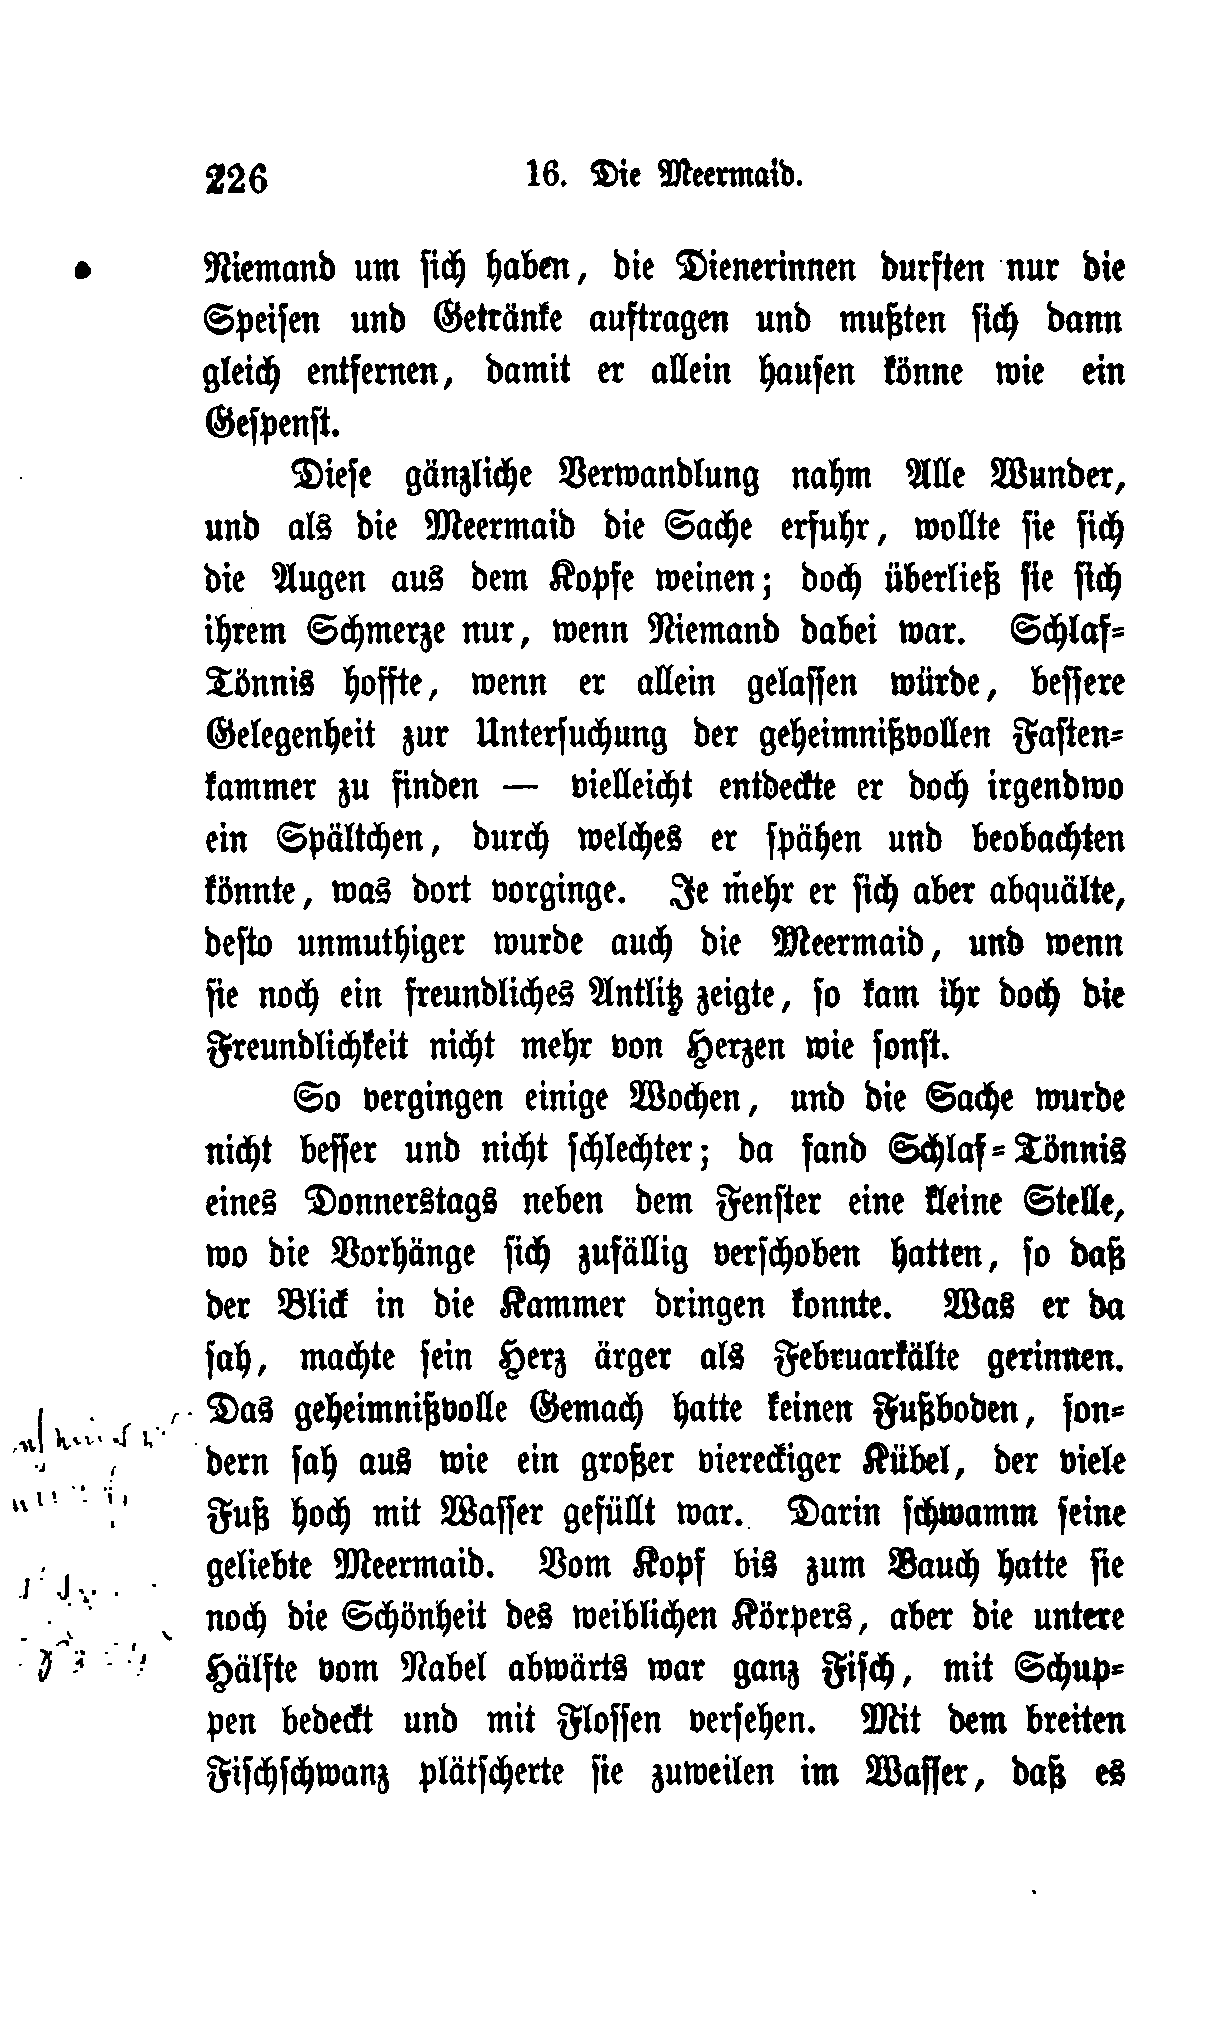 226 16. Die Meermaid.
Niemand um sich haben, die Dienerinnen durften nur die
Speisen und Getränke auftragen und mußten sich dann
gleich entfernen, damit er allein hausen könne wie ein
Gespenst.
Diese gänzliche Verwandlung nahm Alle Wunder,
und als die Meermaid die Sache erfuhr, wollte sie sich
die Augen aus dem Kopfe weinen; doch überließ sie sich
ihrem Schmerze nur, wenn Niemand dabei war. Schlaf-
Tönnis hoffte, wenn er allein gelassen würde, bessere
Gelegenheit zur Untersuchung der geheimnißvollen Fasten-
kammer zu finden — vielleicht entdeckte er doch irgendwo
ein Spältchen, durch welches er spähen und beobachten
könnte, was dort vorginge. Je mehr er sich aber abquälte,
desto unmuthiger wurde auch die Meermaid, und wenn
sie noch ein freundliches Antlitz zeigte, so kam ihr doch die
Freundlichkeit nicht mehr von Herzen wie sonst.
So vergingen einige Wochen, und die Sache wurde
nicht besser und nicht schlechter; da fand Schlaf-Tönnis
eines Donnerstags neben dem Fenster eine kleine Stelle,
wo die Vorhänge sich zufällig verschoben hatten, so daß
der Blick in die Kammer dringen konnte. Was er da
sah, machte sein Herz ärger als Februarkälte gerinnen.
Das geheimnißvolle Gemach hatte keinen Fußboden, son-
dern sah aus wie ein großer viereckiger Kübel, der viele
Fuß hoch mit Wasser gefüllt war. Darin schwamm seine
geliebte Meermaid. Vom Kopf bis zum Bauch hatte sie
noch die Schönheit des weiblichen Körpers, aber die untere
Hälfte vom Nabel abwärts war ganz Fisch, mit Schup-
pen bedeckt und mit Flossen versehen. Mit dem breiten
Fischschwanz plätscherte sie zuweilen im Wasser, daß es